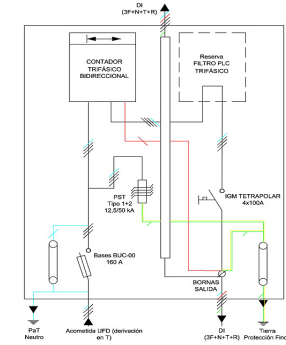 DI
(3F+N+T+R)
CONTADOR
TRIFÁSICO
BIDIRECCIONAL
Reserva
FILTRO PLC
TRIFÁSICO
PST
Tipo 1+2
12,5/50 kA
IGM TETRAPOLAR
4x100A
Bases BUC-00
160 A
BORNAS
SALIDA
PaT
Neutro
Acometida UFD (derivación
en T)
DI
(3F+N+T+R)
Tierra
Protección Finca